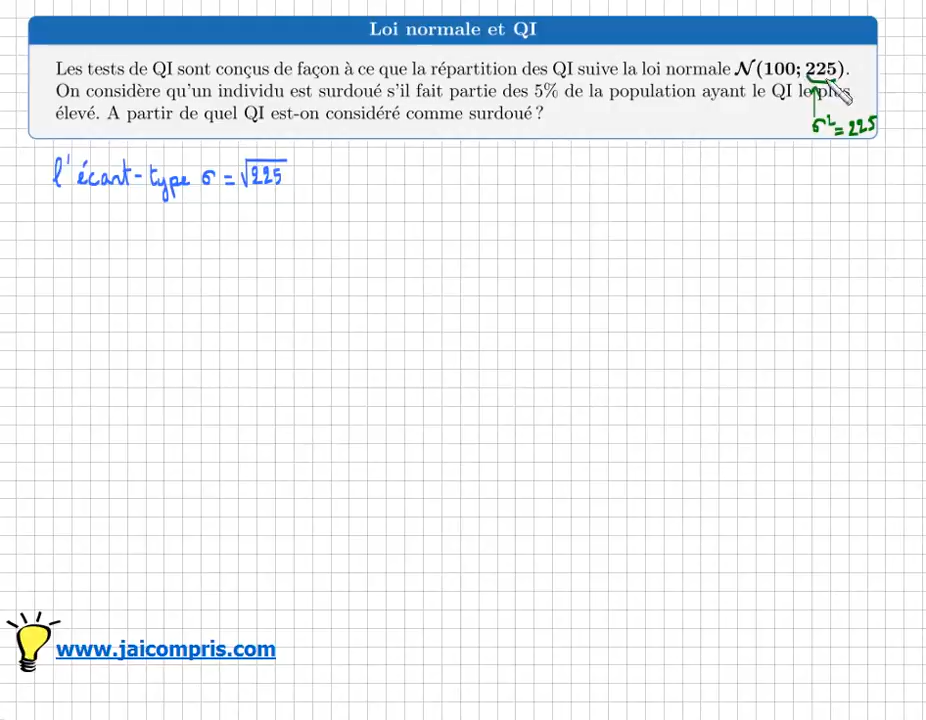 Loi normale et QI
Les tests de QI sont conçus de façon à ce que la répartition des QI suive la loi normale 𝒩(100; 225).
On considère qu'un individu est surdoué s'il fait partie des 5% de la population ayant le QI le plus
élevé. A partir de quel QI est-on considéré comme surdoué ?
σ² = 225
l'écart-type σ = √225
www.jaicompris.com